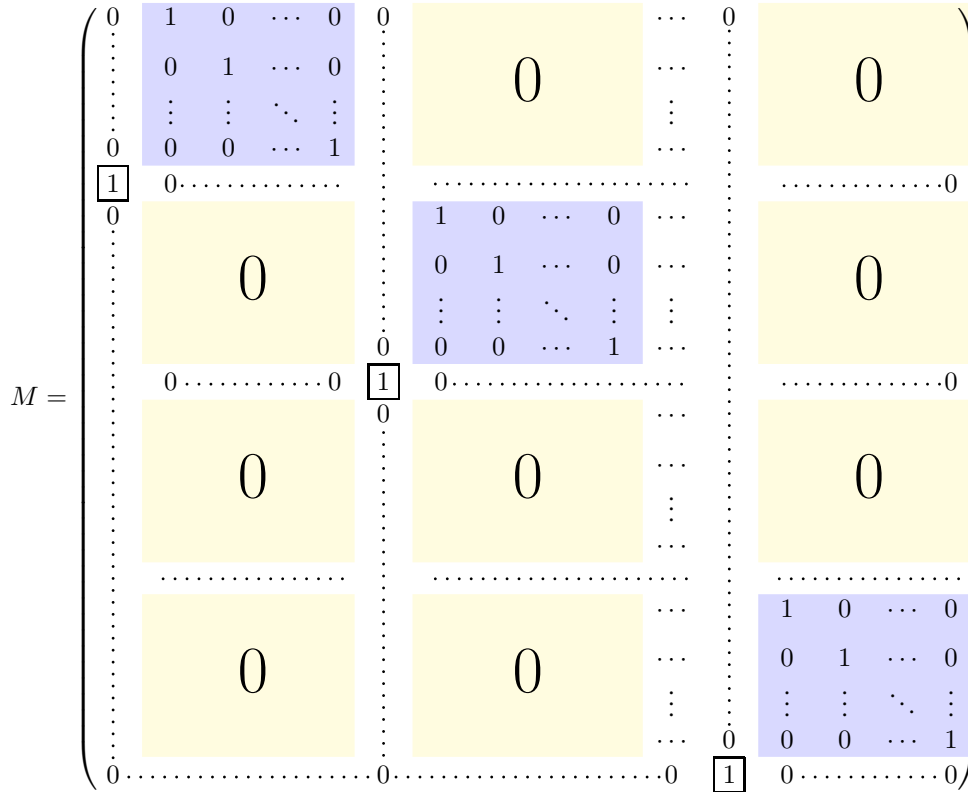 0 1 0 ⋯ 0 0 ⋯ 0
0 1 ⋯ 0 0 ⋯ 0
⋮ ⋮ ⋱ ⋮ ⋮
0 0 0 ⋯ 1 ⋯
1 0 ⋯ ⋯ ⋯ 0
0 1 0 ⋯ 0 ⋯
0 0 1 ⋯ 0 ⋯ 0
⋮ ⋮ ⋱ ⋮ ⋮
0 0 0 ⋯ 1 ⋯
M = 0 ⋯ 0 1 0 ⋯ ⋯ 0
0 ⋯
0 0 ⋯ 0
⋮
⋯
⋯ ⋯ ⋯
⋯ 1 0 ⋯ 0
0 0 ⋯ 0 1 ⋯ 0
⋮ ⋮ ⋮ ⋱ ⋮
⋯ 0 0 0 ⋯ 1
0 ⋯ 0 ⋯ 0 1 0 ⋯ 0